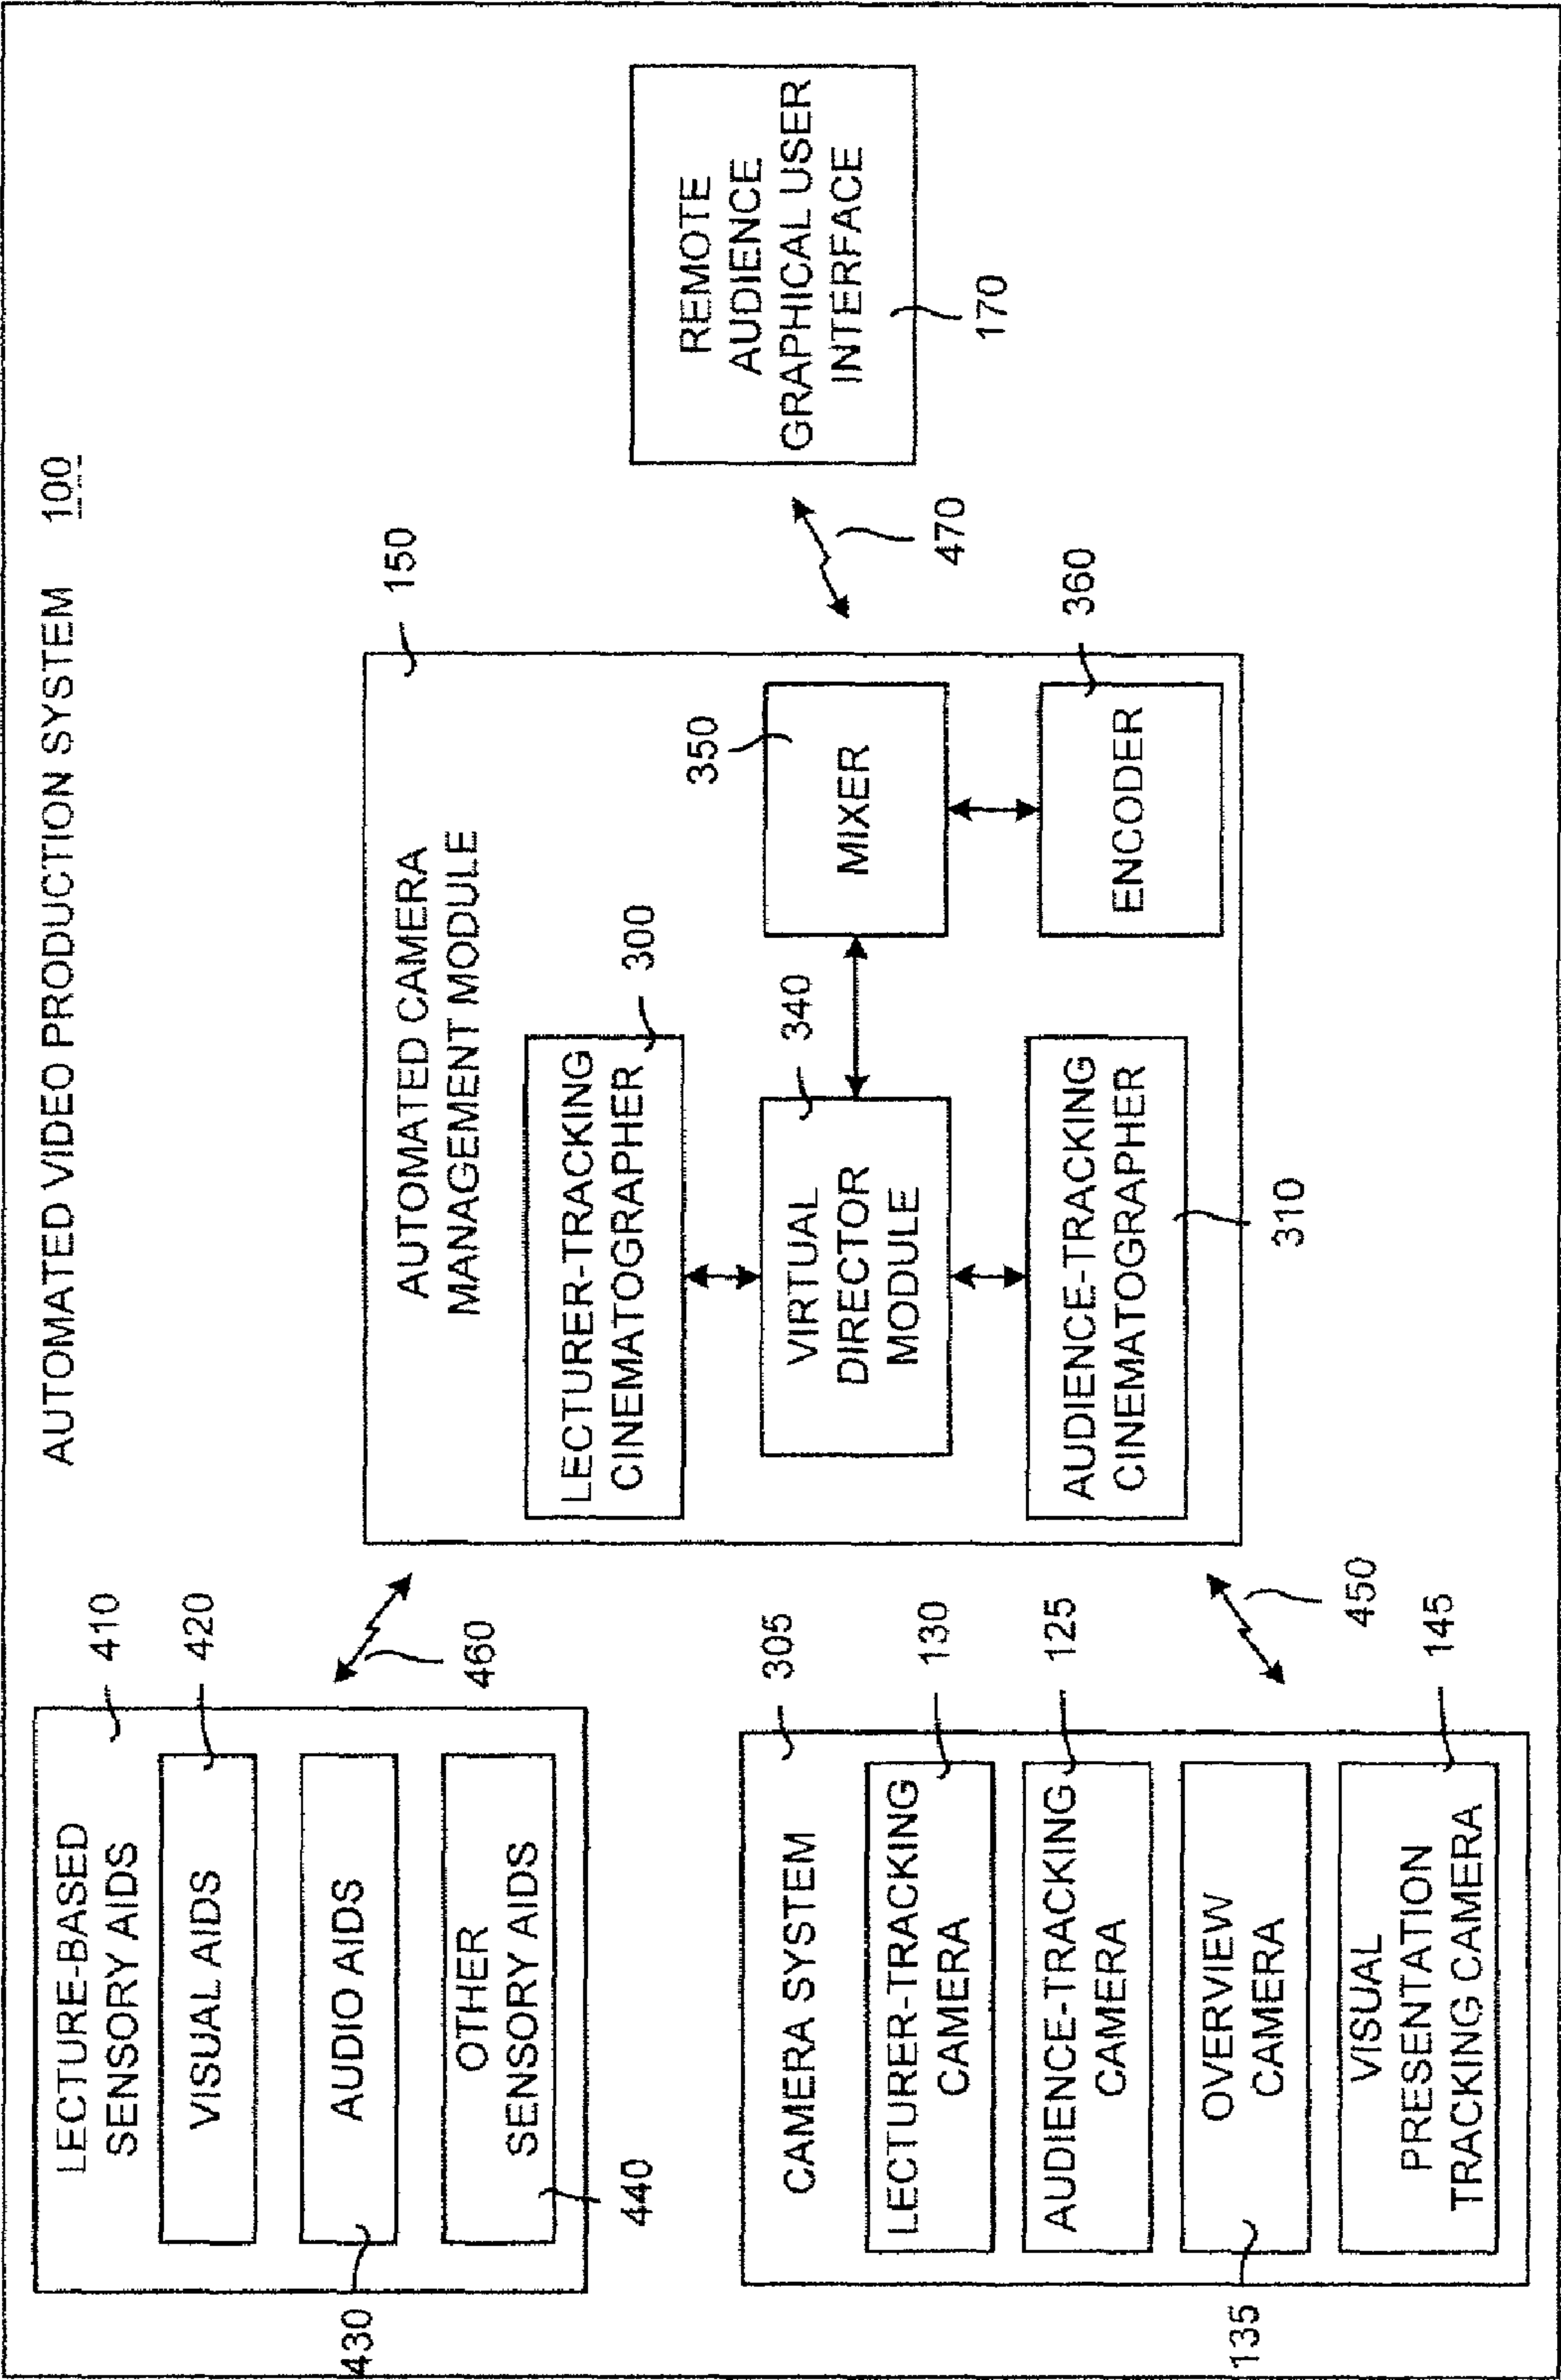 AUTOMATED VIDEO PRODUCTION SYSTEM 100
LECTURE-BASED
SENSORY AIDS
410
VISUAL AIDS
420
AUDIO AIDS
430
OTHER
SENSORY AIDS
440
460
CAMERA SYSTEM
305
LECTURER-TRACKING
CAMERA
130
AUDIENCE-TRACKING
CAMERA
125
OVERVIEW
CAMERA
135
VISUAL
PRESENTATION
TRACKING CAMERA
145
450
AUTOMATED CAMERA
MANAGEMENT MODULE
150
LECTURER-TRACKING
CINEMATOGRAPHER
300
VIRTUAL
DIRECTOR
MODULE
340
AUDIENCE-TRACKING
CINEMATOGRAPHER
310
MIXER
350
ENCODER
360
470
REMOTE
AUDIENCE
GRAPHICAL USER
INTERFACE
170